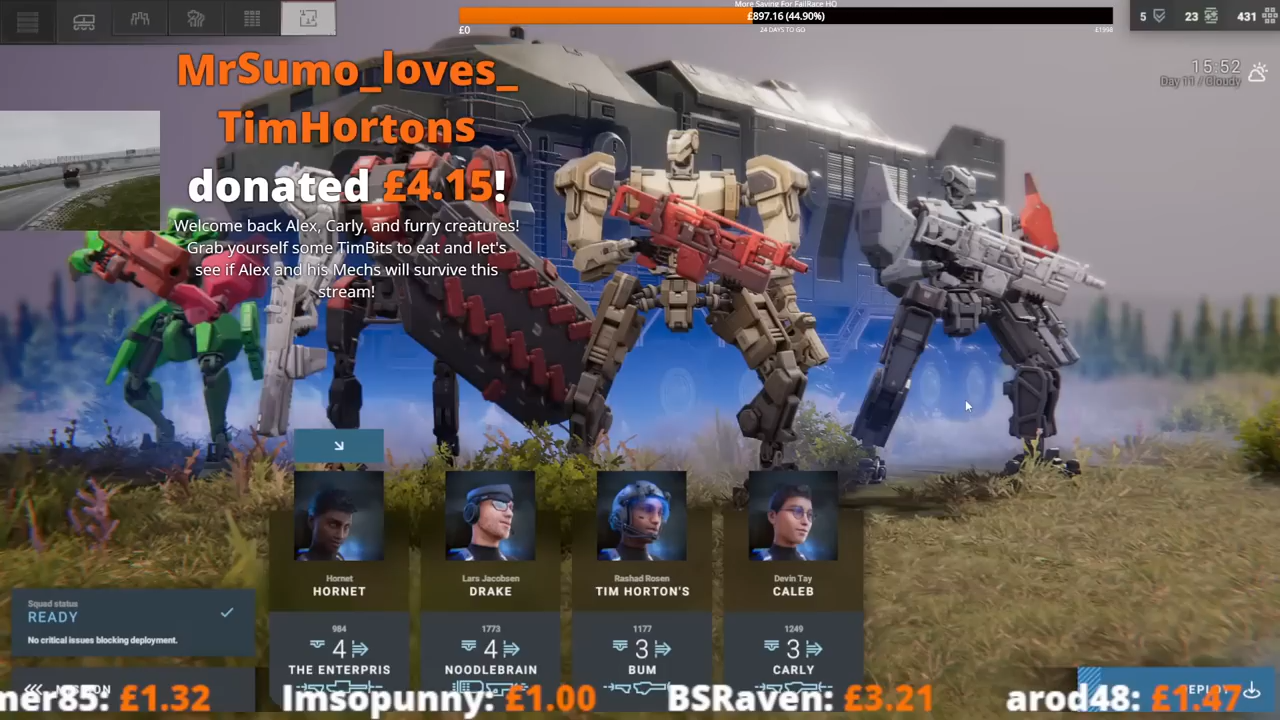 More Saving For FailRace HQ
£897.16 (44.90%)
£0
24 DAYS TO GO
£1998
5
23
431
15:52
Day 11 / Cloudy
MrSumo_loves_
TimHortons
donated £4.15!
Welcome back Alex, Carly, and furry creatures!
Grab yourself some TimBits to eat and let's
see if Alex and his Mechs will survive this
stream!
Squad status
READY
No critical issues blocking deployment.
Hornet
HORNET
984
4
THE ENTERPRIS
Lars Jacobsen
DRAKE
1773
4
NOODLEBRAIN
Rashad Rosen
TIM HORTON'S
1177
3
BUM
Devin Tay
CALEB
1249
3
CARLY
mer85: £1.32 Imsopunny: £1.00 BSRaven: £3.21 arod48: £1.47